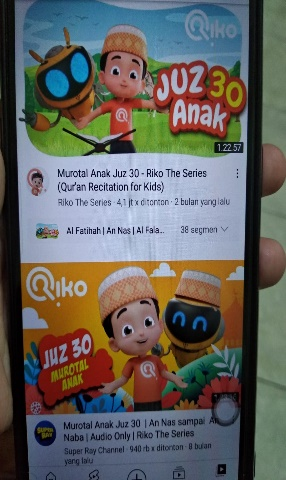 Qiko
JUZ 30
Anak
1.22.57
Murotal Anak Juz 30 - Riko The Series
(Qur'an Recitation for Kids)
Riko The Series · 4,1 jt x ditonton · 2 bulan yang lalu
Al Fatihah | An Nas | Al Fala...
38 segmen
Qiko
JUZ 30
MUROTAL
ANAK
Murotal Anak Juz 30 | An Nas sampai An
Naba | Audio Only | Riko The Series
Super Ray Channel · 940 rb x ditonton · 8 bulan
yang lalu